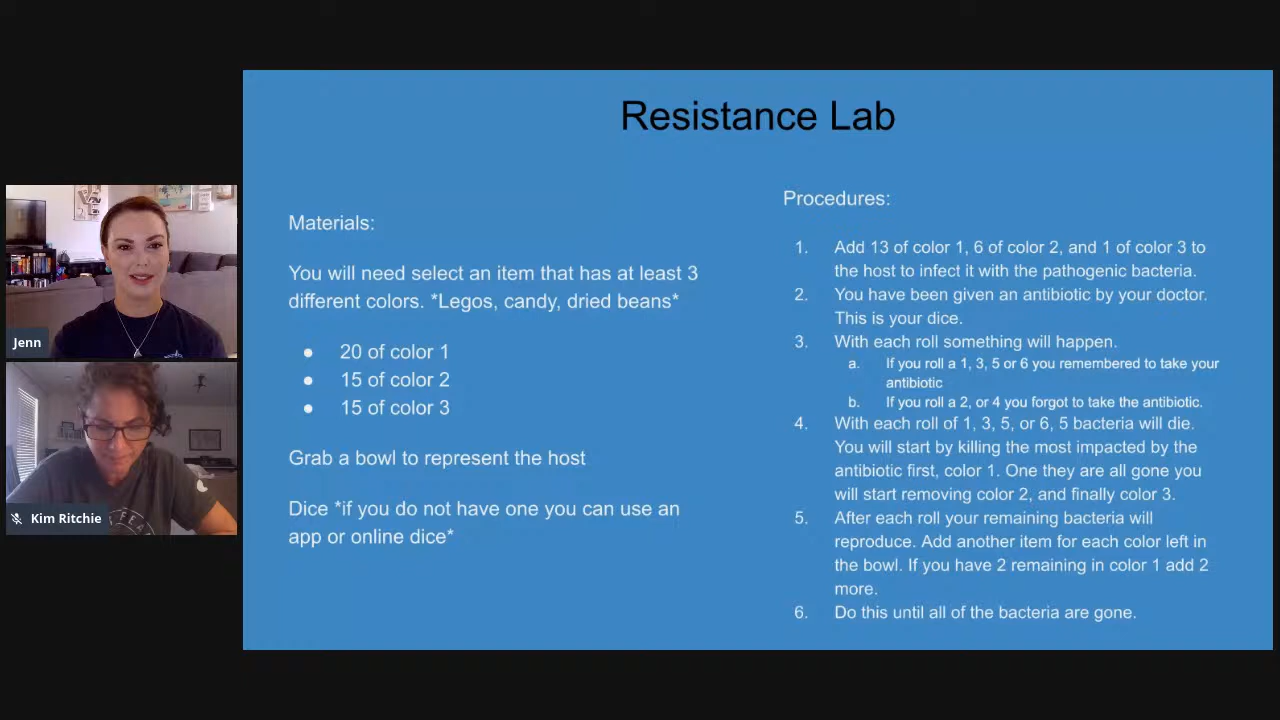 Resistance Lab
Materials:
You will need select an item that has at least 3
different colors. *Legos, candy, dried beans*
● 20 of color 1
● 15 of color 2
● 15 of color 3
Grab a bowl to represent the host
Dice *if you do not have one you can use an
app or online dice*
Procedures:
1. Add 13 of color 1, 6 of color 2, and 1 of color 3 to
the host to infect it with the pathogenic bacteria.
2. You have been given an antibiotic by your doctor.
This is your dice.
3. With each roll something will happen.
a. If you roll a 1, 3, 5 or 6 you remembered to take your
antibiotic
b. If you roll a 2, or 4 you forgot to take the antibiotic.
4. With each roll of 1, 3, 5, or 6, 5 bacteria will die.
You will start by killing the most impacted by the
antibiotic first, color 1. One they are all gone you
will start removing color 2, and finally color 3.
5. After each roll your remaining bacteria will
reproduce. Add another item for each color left in
the bowl. If you have 2 remaining in color 1 add 2
more.
6. Do this until all of the bacteria are gone.
Jenn
Kim Ritchie